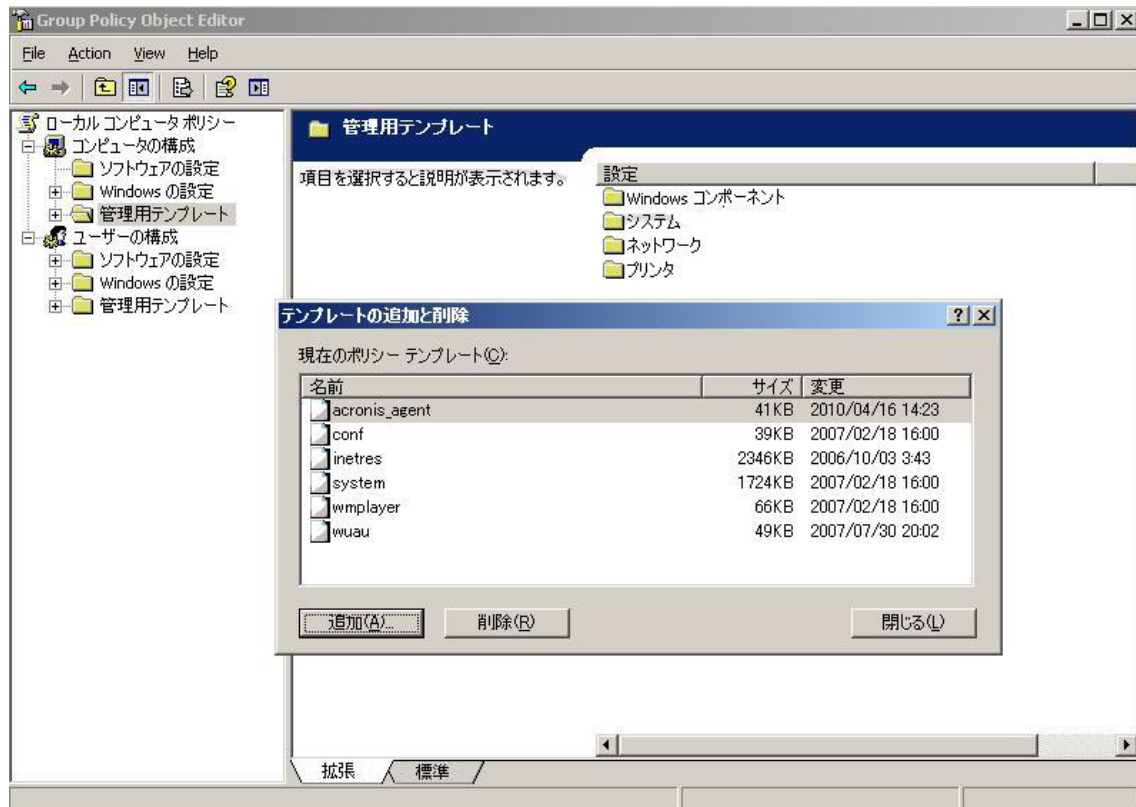 Group Policy Object Editor
File Action View Help
ローカル コンピュータ ポリシー
コンピュータの構成
ソフトウェアの設定
Windows の設定
管理用テンプレート
ユーザーの構成
ソフトウェアの設定
Windows の設定
管理用テンプレート
管理用テンプレート
項目を選択すると説明が表示されます。
設定
Windows コンポーネント
システム
ネットワーク
プリンタ
テンプレートの追加と削除
現在のポリシー テンプレート(C):
名前 サイズ 変更
acronis_agent 41KB 2010/04/16 14:23
conf 39KB 2007/02/18 16:00
inetres 2346KB 2006/10/03 3:43
system 1724KB 2007/02/18 16:00
wmplayer 66KB 2007/02/18 16:00
wuau 49KB 2007/07/30 20:02
追加(A)... 削除(R) 閉じる(L)
拡張 標準